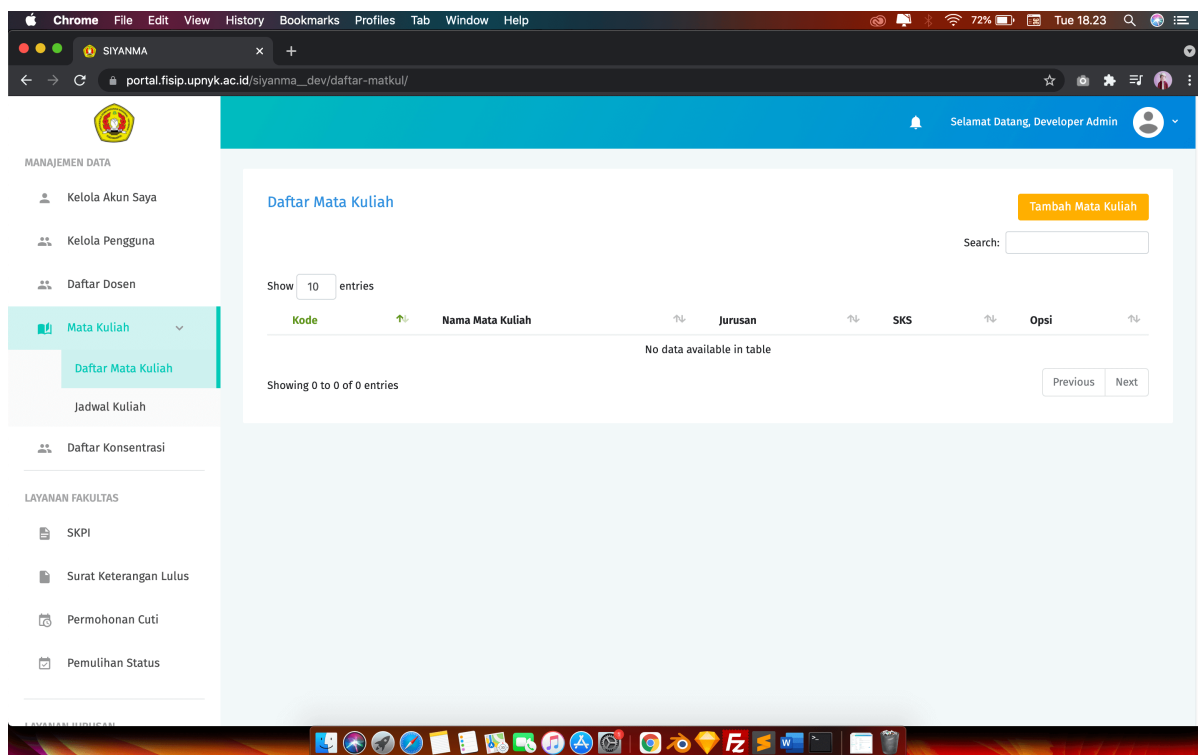 Chrome File Edit View History Bookmarks Profiles Tab Window Help 72% Tue 18.23
SIYANMA
portal.fisip.upnyk.ac.id/siyanma__dev/daftar-matkul/
Selamat Datang, Developer Admin
MANAJEMEN DATA
Kelola Akun Saya
Kelola Pengguna
Daftar Dosen
Mata Kuliah
Daftar Mata Kuliah
Jadwal Kuliah
Daftar Konsentrasi
LAYANAN FAKULTAS
SKPI
Surat Keterangan Lulus
Permohonan Cuti
Pemulihan Status
LAYANAN JURUSAN
Daftar Mata Kuliah
Tambah Mata Kuliah
Search:
Show 10 entries
Kode Nama Mata Kuliah Jurusan SKS Opsi
No data available in table
Showing 0 to 0 of 0 entries
Previous Next